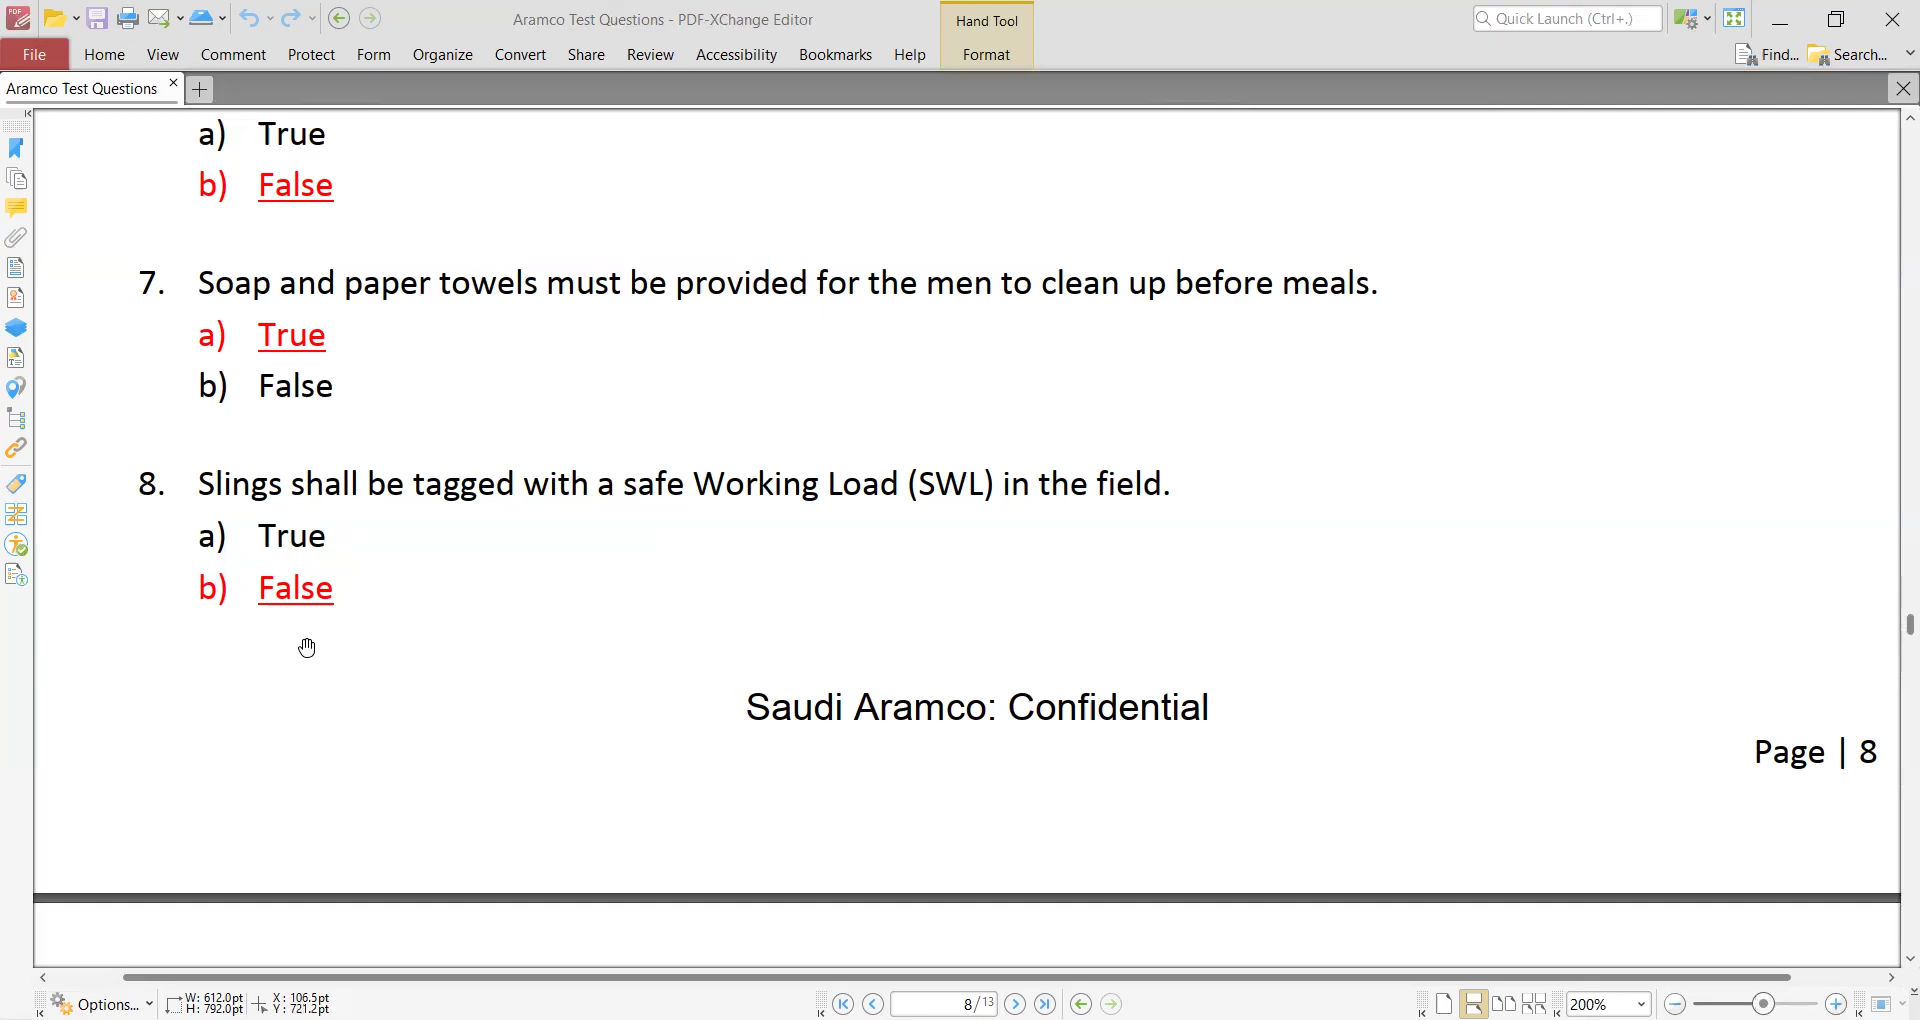 Aramco Test Questions - PDF-XChange Editor
Hand Tool
Quick Launch (Ctrl+.)
File Home View Comment Protect Form Organize Convert Share Review Accessibility Bookmarks Help Format Find... Search...
Aramco Test Questions
a) True
b) False
7. Soap and paper towels must be provided for the men to clean up before meals.
a) True
b) False
8. Slings shall be tagged with a safe Working Load (SWL) in the field.
a) True
b) False
Saudi Aramco: Confidential
Page | 8
Options... W: 612.0pt X: 106.5pt 8/13 200%
H: 792.0pt Y: 721.2pt